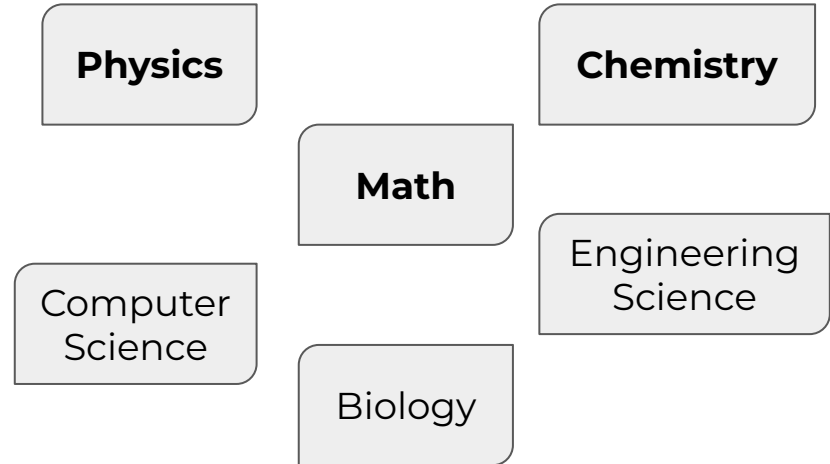 Physics
Chemistry
Math
Engineering
Science
Computer
Science
Biology